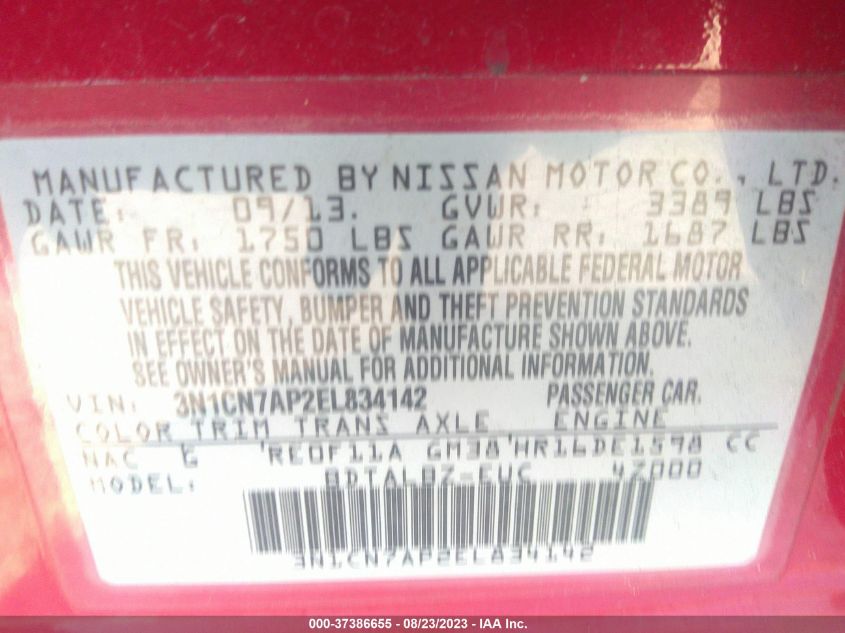 MANUFACTURED BY NISSAN MOTOR CO., LTD.
DATE: 09/13. GVWR: 3389 LBS
GAWR FR: 1750 LBS GAWR RR: 1687 LBS
THIS VEHICLE CONFORMS TO ALL APPLICABLE FEDERAL MOTOR
VEHICLE SAFETY, BUMPER AND THEFT PREVENTION STANDARDS
IN EFFECT ON THE DATE OF MANUFACTURE SHOWN ABOVE.
SEE OWNER'S MANUAL FOR ADDITIONAL INFORMATION.
VIN: 3N1CN7AP2EL834142 PASSENGER CAR.
COLOR TRIM TRANS AXLE ENGINE
NAC G RE0F11A GM38 HR16DE1598 CC
MODEL: BDTALBZ-EUC 4Z000
3N1CN7AP2EL834142
000-37386655 - 08/23/2023 - IAA Inc.